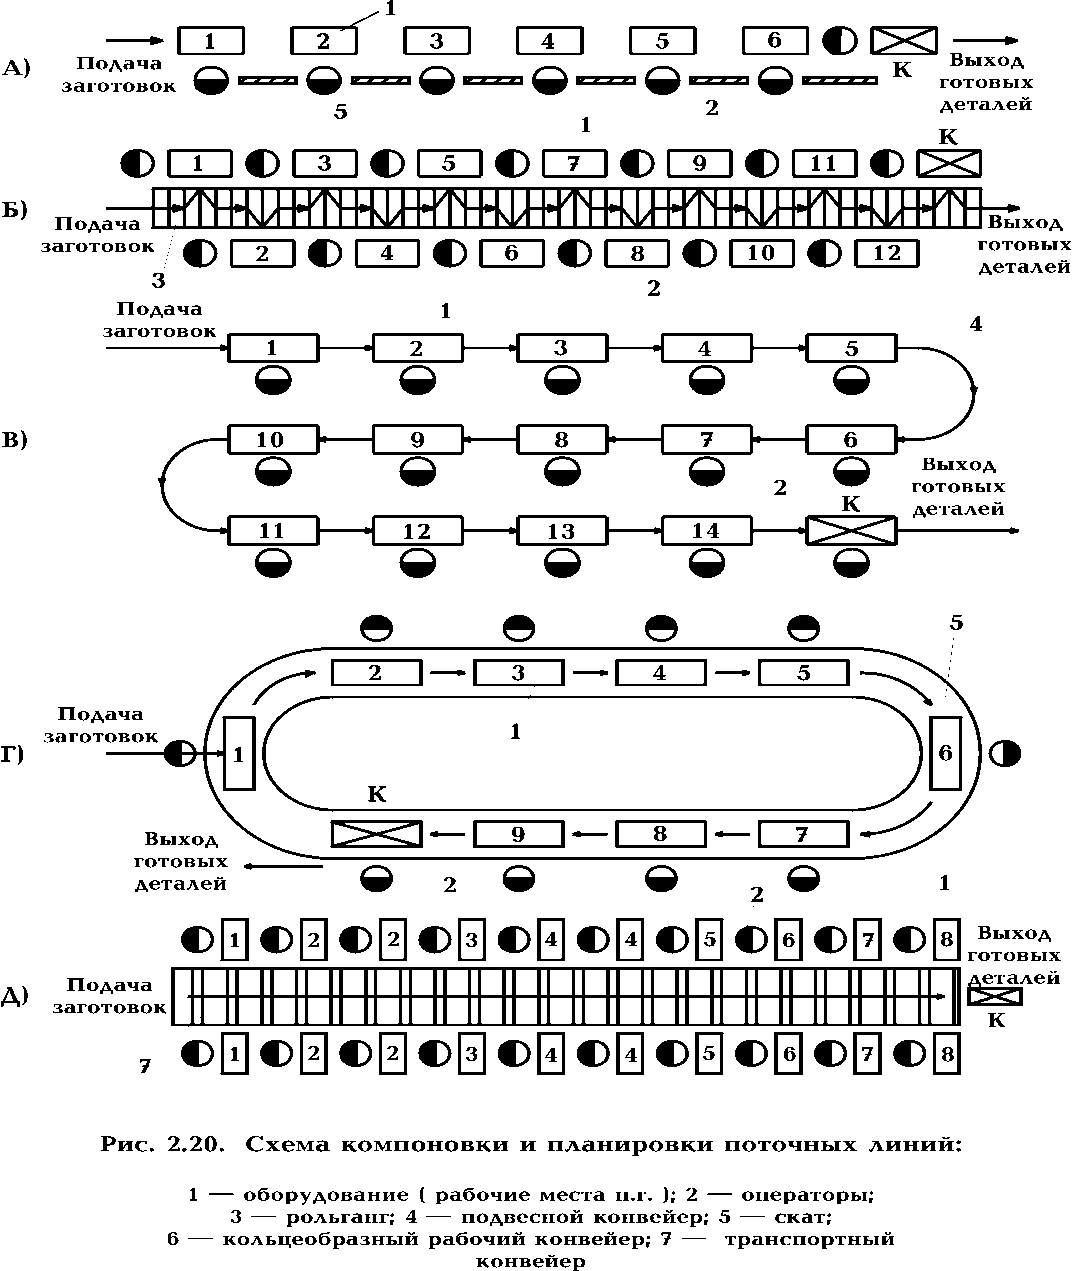 1
А)
Подача
заготовок
1 2 3 4 5 6
К
Выход
готовых
деталей
5 2
1
К
Б)
Подача
заготовок
1 3 5 7 9 11
2 4 6 8 10 12
Выход
готовых
деталей
3
2
Подача
заготовок
1
4
1 2 3 4 5
В)
10 9 8 7 6
2
К
Выход
готовых
деталей
11 12 13 14
5
2 3 4 5
Подача
заготовок
Г)
1
1
6
К
9 8 7
Выход
готовых
деталей
2
2
1
1 2 2 3 4 4 5 6 7 8
Выход
готовых
деталей
Д)
Подача
заготовок
К
1 2 2 3 4 4 5 6 7 8
7
Рис. 2.20. Схема компоновки и планировки поточных линий:
1 — оборудование ( рабочие места п.г. ); 2 — операторы;
3 — рольганг; 4 — подвесной конвейер; 5 — скат;
6 — кольцеобразный рабочий конвейер; 7 — транспортный
конвейер